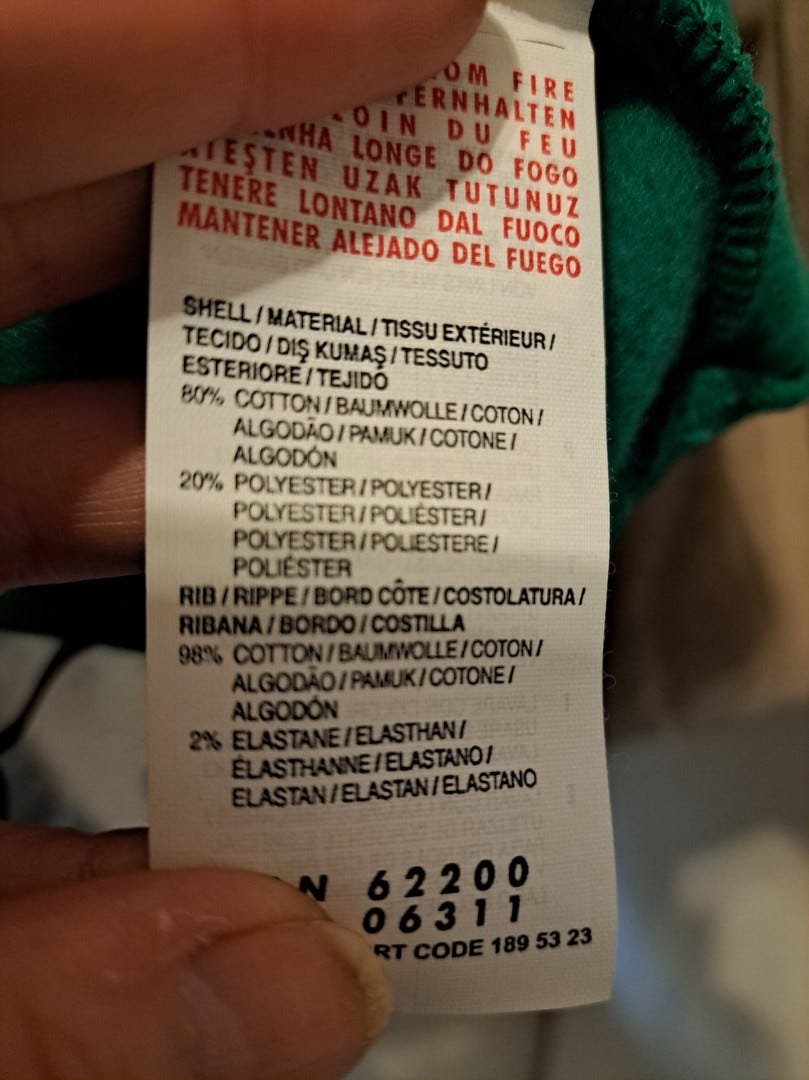 FIRE
FERNHALTEN
LOIN DU FEU
LONGE DO FOGO
ATEŞTEN UZAK TUTUNUZ
TENERE LONTANO DAL FUOCO
MANTENER ALEJADO DEL FUEGO
SHELL / MATERIAL / TISSU EXTÉRIEUR /
TECIDO / DIŞ KUMAŞ / TESSUTO
ESTERIORE / TEJIDO
80% COTTON / BAUMWOLLE / COTON /
ALGODÃO / PAMUK / COTONE /
ALGODÓN
20% POLYESTER / POLYESTER /
POLYESTER / POLIÉSTER /
POLYESTER / POLIESTERE /
POLIÉSTER
RIB / RIPPE / BORD CÔTE / COSTOLATURA /
RIBANA / BORDO / COSTILLA
98% COTTON / BAUMWOLLE / COTON /
ALGODÃO / PAMUK / COTONE /
ALGODÓN
2% ELASTANE / ELASTHAN /
ÉLASTHANNE / ELASTANO /
ELASTAN / ELASTAN / ELASTANO
62200
06311
CODE 189 53 23